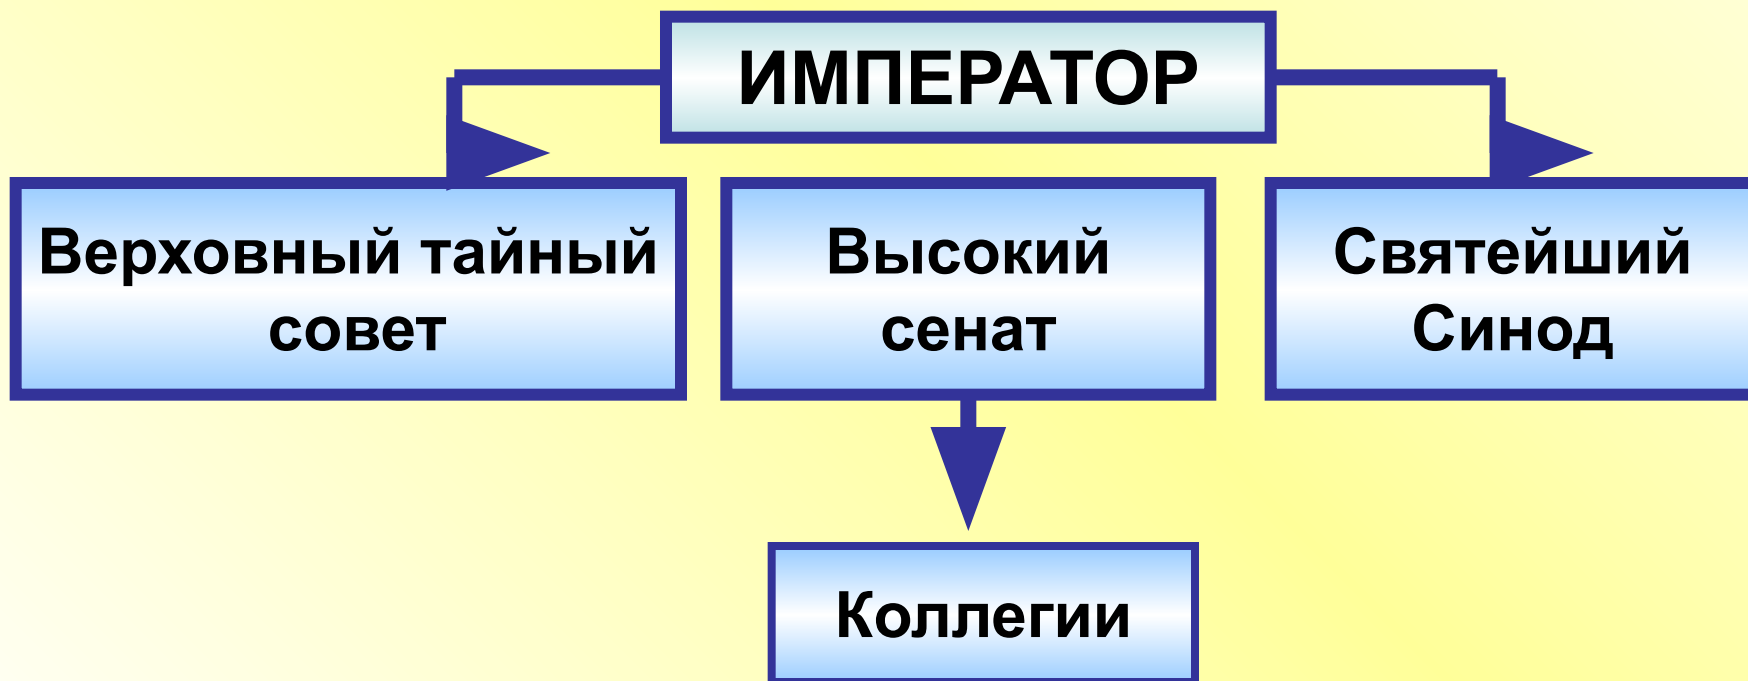 ИМПЕРАТОР
Верховный тайный
совет
Высокий
сенат
Святейший
Синод
Коллегии